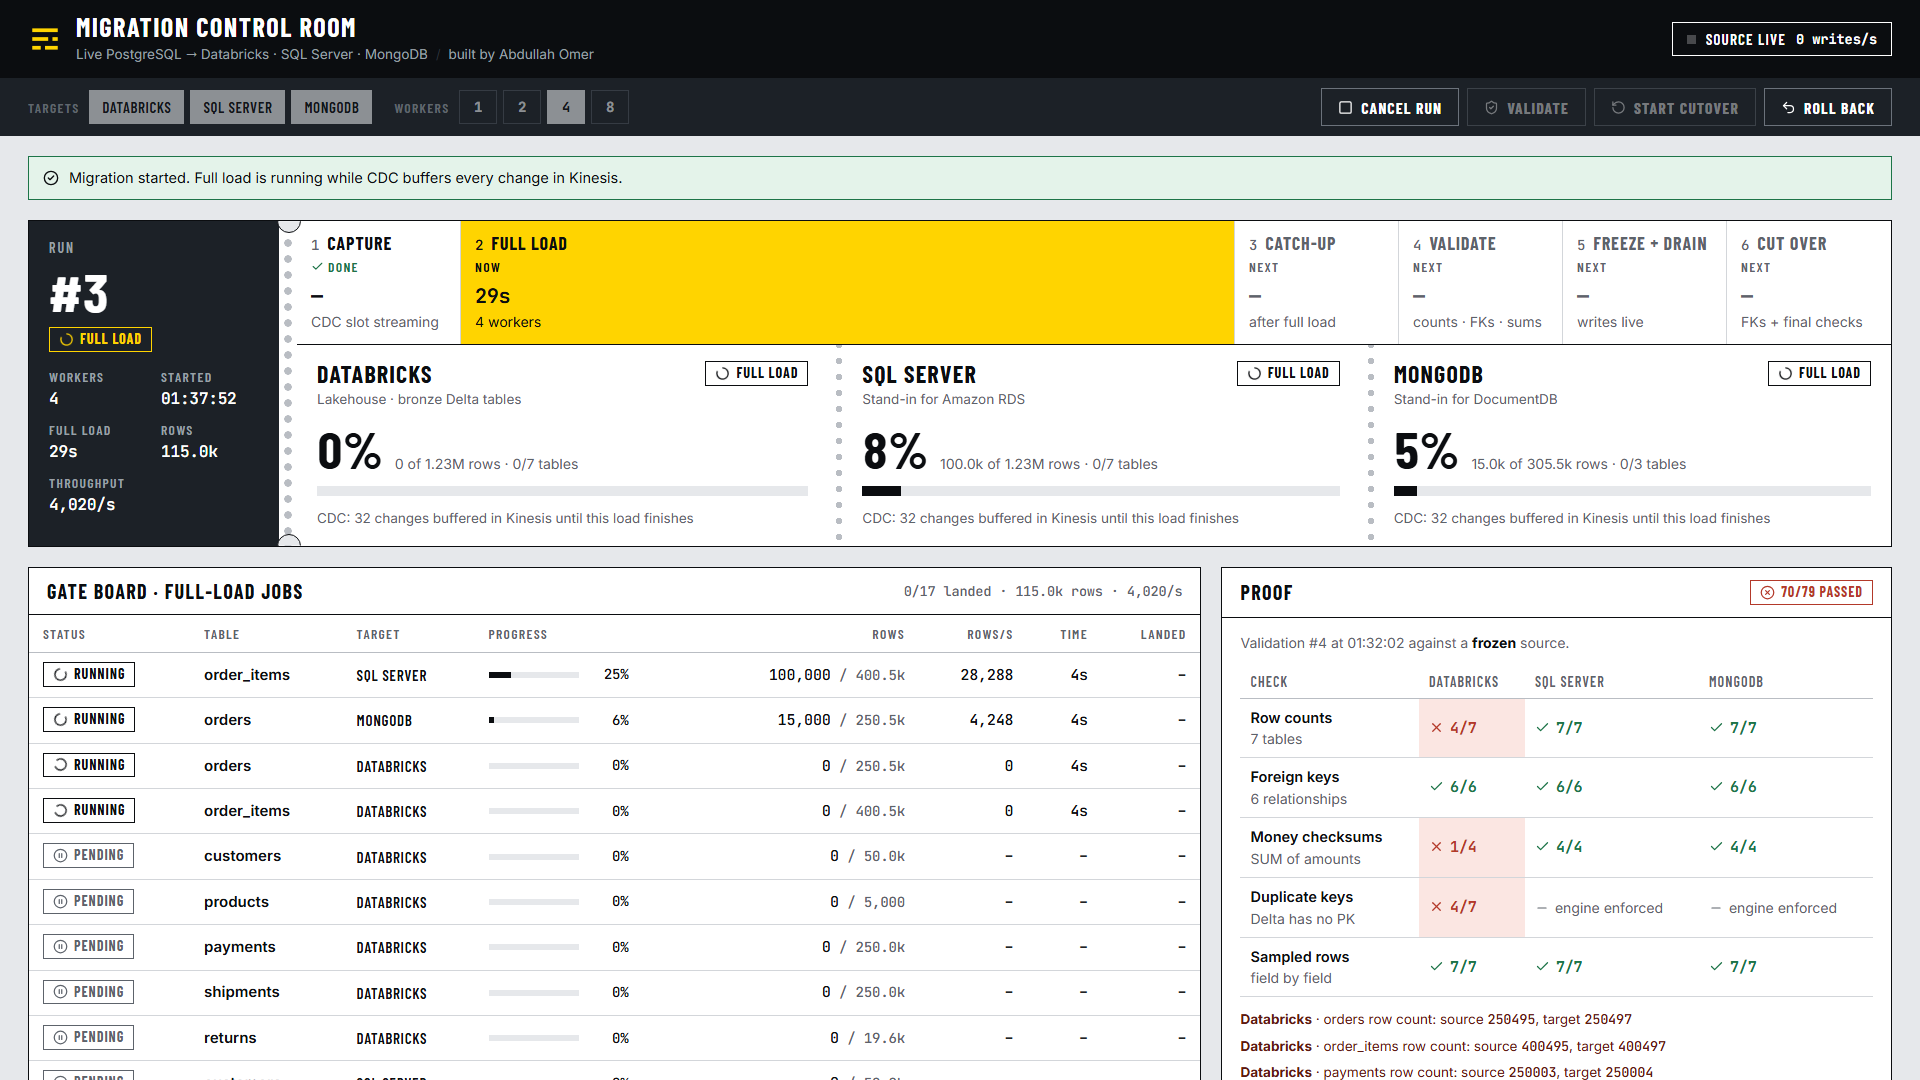 MIGRATION CONTROL ROOM
Live PostgreSQL → Databricks · SQL Server · MongoDB / built by Abdullah Omer
SOURCE LIVE 0 writes/s
TARGETS DATABRICKS SQL SERVER MONGODB WORKERS 1 2 4 8
CANCEL RUN VALIDATE START CUTOVER ROLL BACK
Migration started. Full load is running while CDC buffers every change in Kinesis.
RUN
#3
FULL LOAD
WORKERS STARTED
4 01:37:52
FULL LOAD ROWS
29s 115.0k
THROUGHPUT
4,020/s
1 CAPTURE
DONE
–
CDC slot streaming
2 FULL LOAD
NOW
29s
4 workers
3 CATCH-UP
NEXT
–
after full load
4 VALIDATE
NEXT
–
counts · FKs · sums
5 FREEZE + DRAIN
NEXT
–
writes live
6 CUT OVER
NEXT
–
FKs + final checks
DATABRICKS FULL LOAD
Lakehouse · bronze Delta tables
0% 0 of 1.23M rows · 0/7 tables
CDC: 32 changes buffered in Kinesis until this load finishes
SQL SERVER FULL LOAD
Stand-in for Amazon RDS
8% 100.0k of 1.23M rows · 0/7 tables
CDC: 32 changes buffered in Kinesis until this load finishes
MONGODB FULL LOAD
Stand-in for DocumentDB
5% 15.0k of 305.5k rows · 0/3 tables
CDC: 32 changes buffered in Kinesis until this load finishes
GATE BOARD · FULL-LOAD JOBS 0/17 landed · 115.0k rows · 4,020/s
STATUS TABLE TARGET PROGRESS ROWS ROWS/S TIME LANDED
RUNNING order_items SQL SERVER 25% 100,000 / 400.5k 28,288 4s –
RUNNING orders MONGODB 6% 15,000 / 250.5k 4,248 4s –
RUNNING orders DATABRICKS 0% 0 / 250.5k 0 4s –
RUNNING order_items DATABRICKS 0% 0 / 400.5k 0 4s –
PENDING customers DATABRICKS 0% 0 / 50.0k – – –
PENDING products DATABRICKS 0% 0 / 5,000 – – –
PENDING payments DATABRICKS 0% 0 / 250.0k – – –
PENDING shipments DATABRICKS 0% 0 / 250.0k – – –
PENDING returns DATABRICKS 0% 0 / 19.6k – – –
PROOF 70/79 PASSED
Validation #4 at 01:32:02 against a frozen source.
CHECK DATABRICKS SQL SERVER MONGODB
Row counts
7 tables
4/7 7/7 7/7
Foreign keys
6 relationships
6/6 6/6 6/6
Money checksums
SUM of amounts
1/4 4/4 4/4
Duplicate keys
Delta has no PK
4/7 – engine enforced – engine enforced
Sampled rows
field by field
7/7 7/7 7/7
Databricks · orders row count: source 250495, target 250497
Databricks · order_items row count: source 400495, target 400497
Databricks · payments row count: source 250003, target 250004